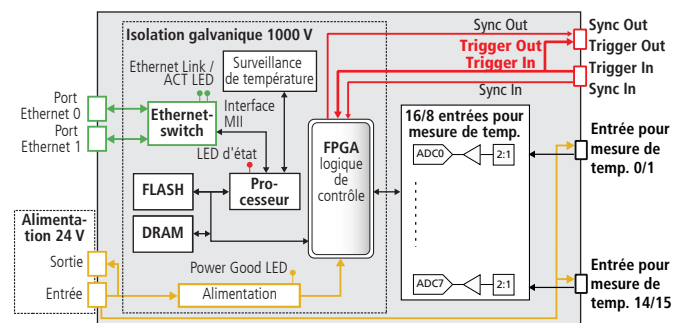 Isolation galvanique 1000 V
Sync Out
Sync Out
Trigger Out
Trigger Out
Trigger In
Trigger In
Sync In
Sync In
Ethernet Link /
ACT LED
Surveillance
de température
Port
Ethernet 0
Port
Ethernet 1
Ethernet-
switch
Interface
MII
LED d'état
FPGA
logique
de
contrôle
16/8 entrées pour
mesure de temp.
ADC0
2:1
Entrée pour
mesure de
temp. 0/1
FLASH
Pro-
cesseur
DRAM
Alimenta-
tion 24 V
Sortie
Entrée
Power Good LED
Alimentation
ADC7
2:1
Entrée pour
mesure de
temp. 14/15